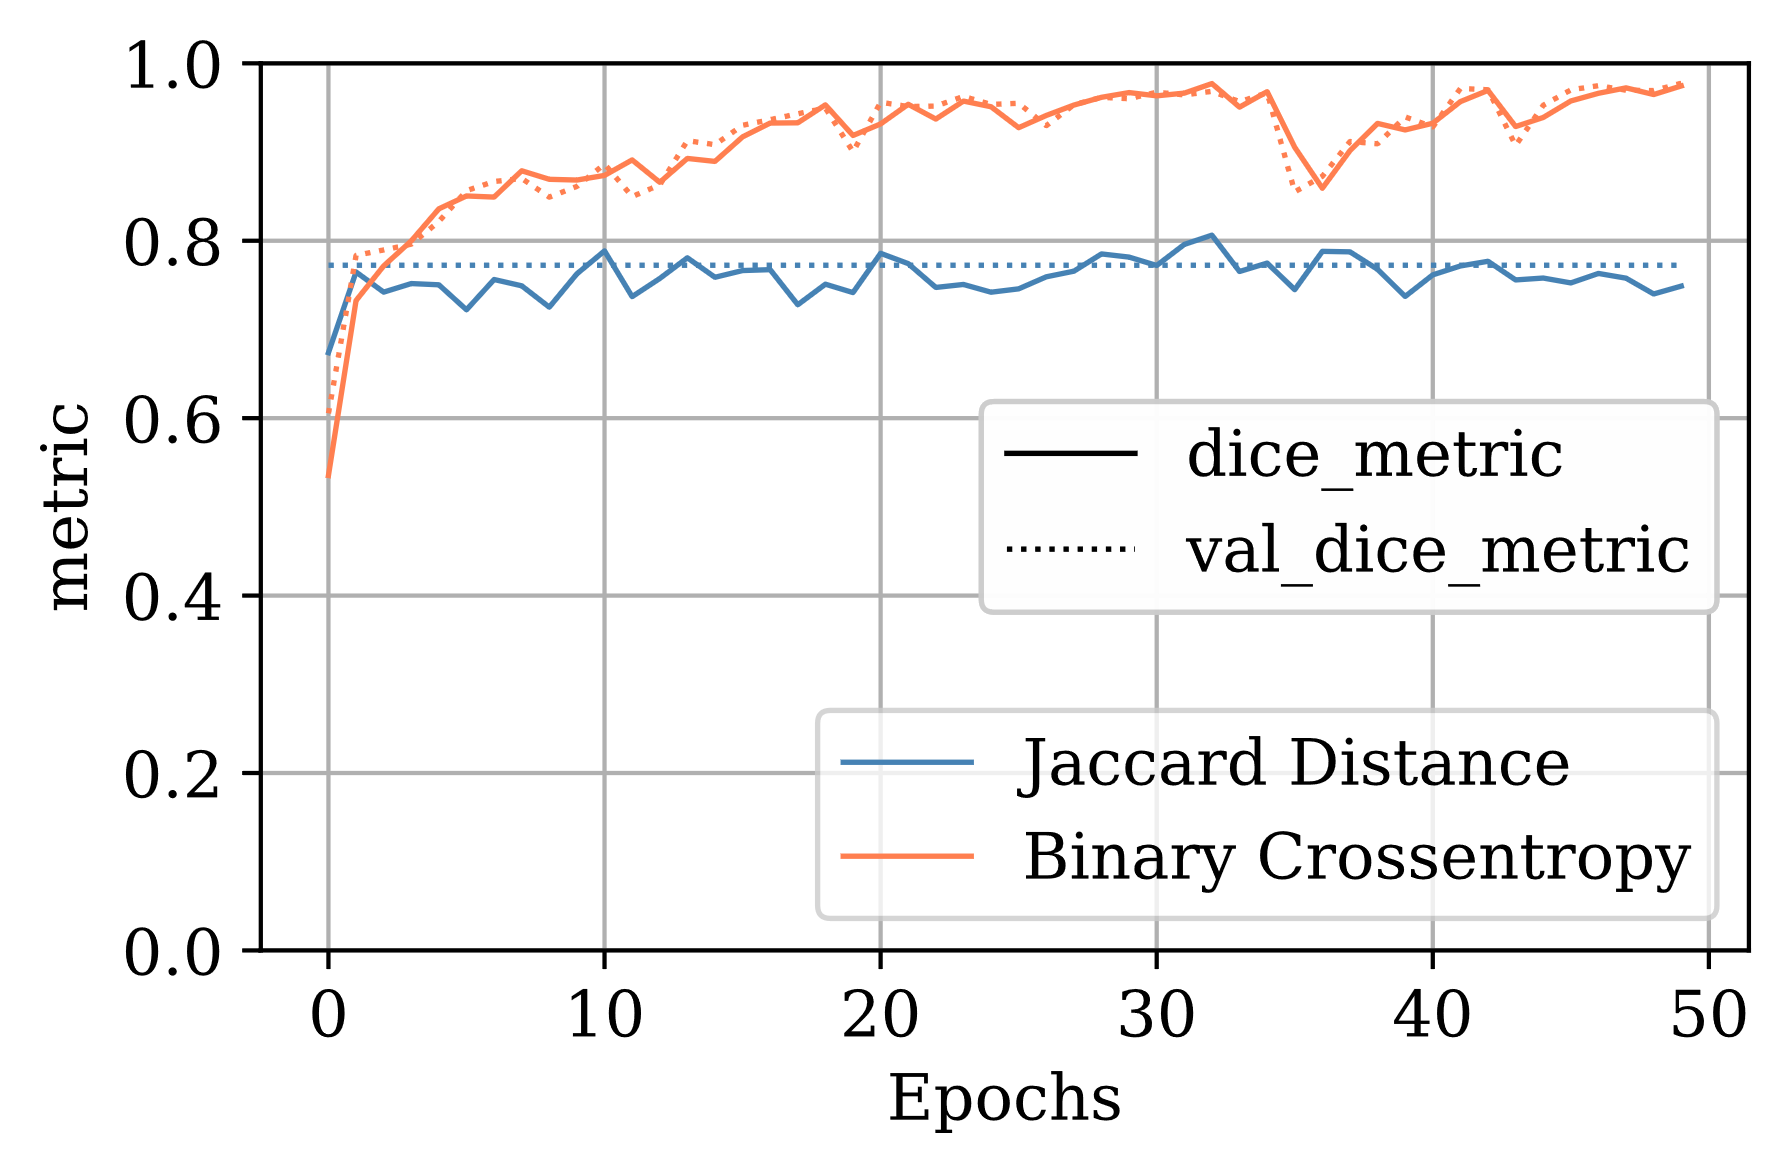 1.0
0.8
0.6
0.4
0.2
0.0
metric
dice_metric
val_dice_metric
Jaccard Distance
Binary Crossentropy
0 10 20 30 40 50
Epochs